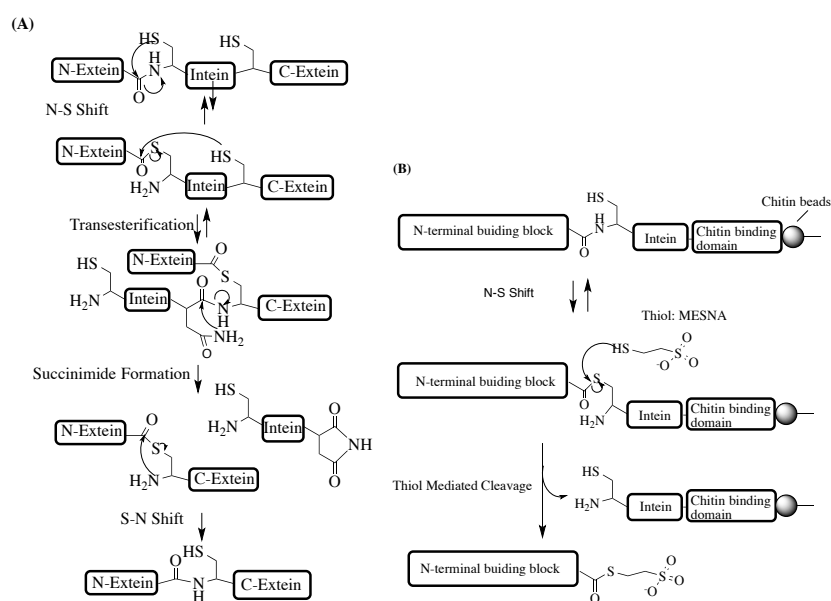 (A)
HS
HS
N-Extein
H
N
Intein
C-Extein
O
N-S Shift
N-Extein
S
O
HS
H2N
Intein
C-Extein
Transesterification
N-Extein
O
HS
S
O
H2N
Intein
N
H
C-Extein
NH2
O
Succinimide Formation
HS
N-Extein
O
S
H2N
Intein
O
NH
O
H2N
C-Extein
S-N Shift
O
HS
N-Extein
N
H
C-Extein
(B)
HS
Chitin beads
N-terminal buiding block
H
N
O
Intein
Chitin binding
domain
N-S Shift
Thiol: MESNA
HS
O
S
-O
O
N-terminal buiding block
S
O
H2N
Intein
Chitin binding
domain
HS
Thiol Mediated Cleavage
H2N
Intein
Chitin binding
domain
N-terminal buiding block
S
O
-O
S
O
O